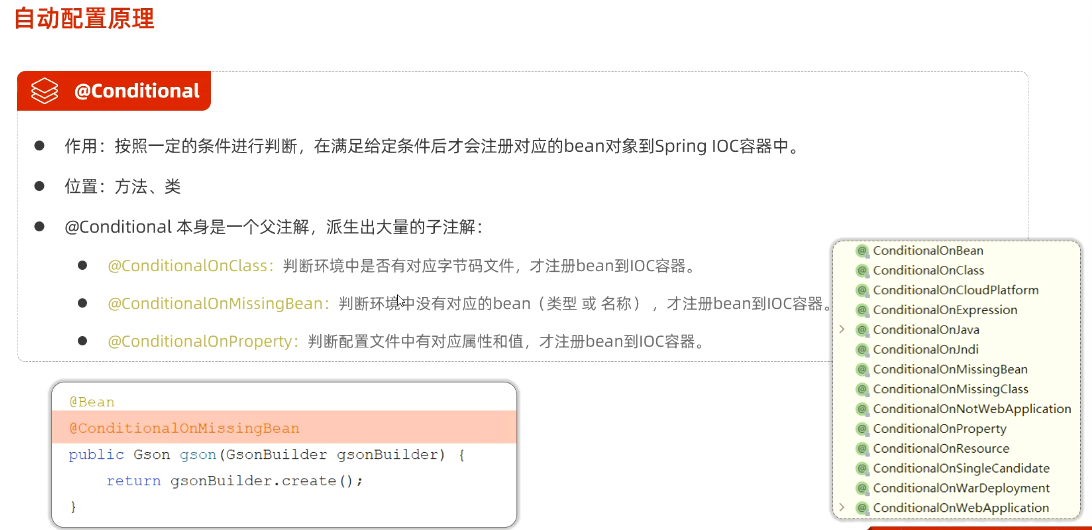 自动配置原理
@Conditional
作用：按照一定的条件进行判断，在满足给定条件后才会注册对应的bean对象到Spring IOC容器中。
位置：方法、类
@Conditional 本身是一个父注解，派生出大量的子注解：
@ConditionalOnClass：判断环境中是否有对应字节码文件，才注册bean到IOC容器。
@ConditionalOnMissingBean：判断环境中没有对应的bean（类型 或 名称） ，才注册bean到IOC容器。
@ConditionalOnProperty：判断配置文件中有对应属性和值，才注册bean到IOC容器。
@Bean
@ConditionalOnMissingBean
public Gson gson(GsonBuilder gsonBuilder) {
return gsonBuilder.create();
}
ConditionalOnBean
ConditionalOnClass
ConditionalOnCloudPlatform
ConditionalOnExpression
ConditionalOnJava
ConditionalOnJndi
ConditionalOnMissingBean
ConditionalOnMissingClass
ConditionalOnNotWebApplication
ConditionalOnProperty
ConditionalOnResource
ConditionalOnSingleCandidate
ConditionalOnWarDeployment
ConditionalOnWebApplication